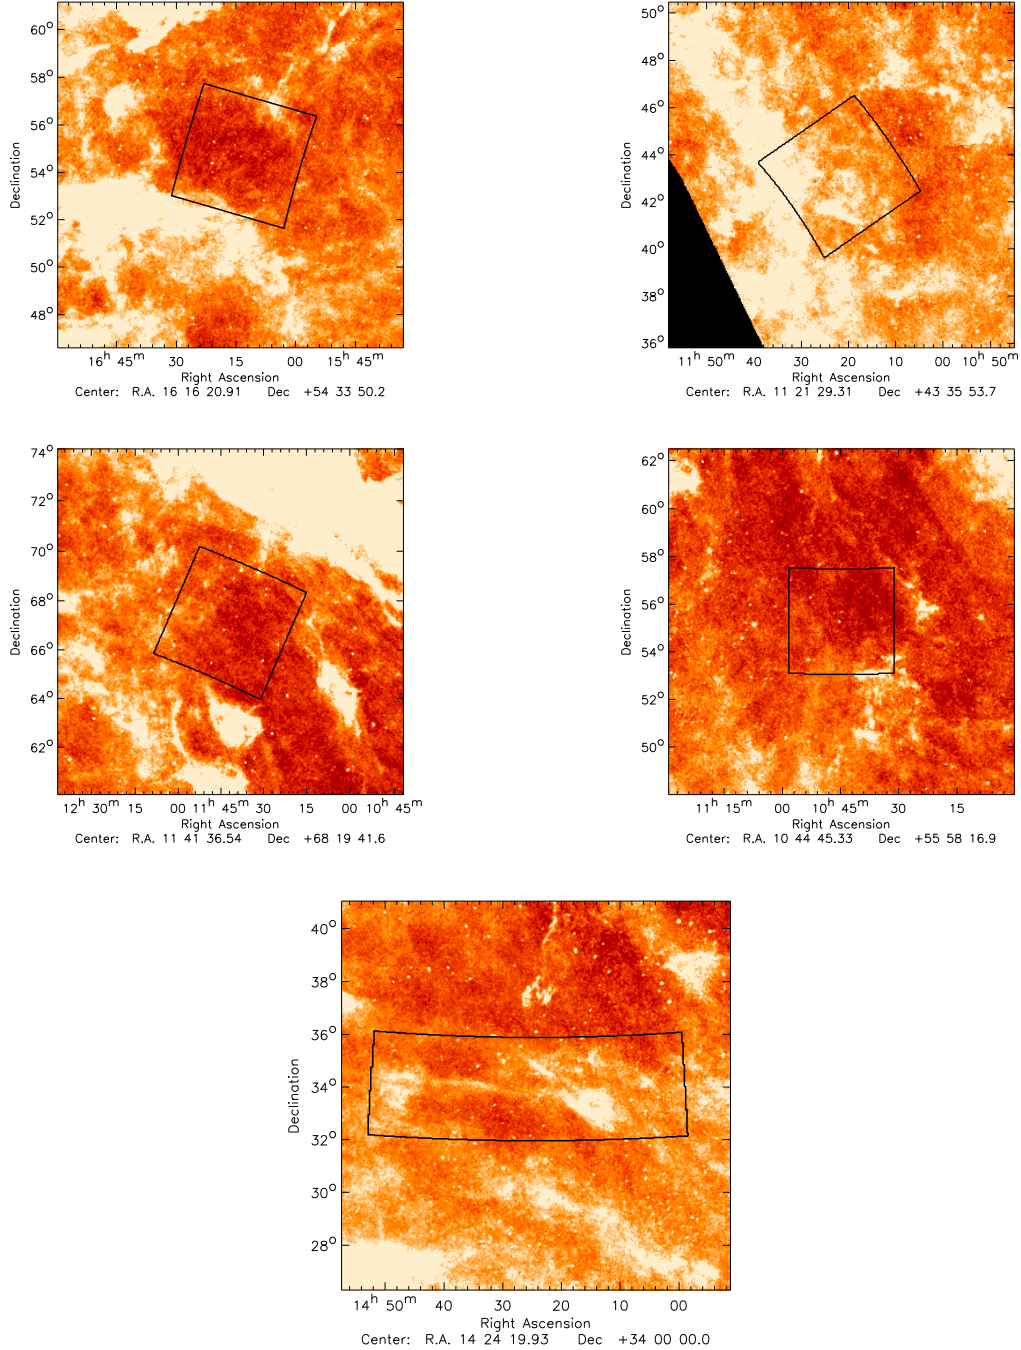 60°
58°
56°
54°
52°
50°
48°
Declination
16ʰ 45ᵐ 30 15 00 15ʰ 45ᵐ
Right Ascension
Center: R.A. 16 16 20.91 Dec +54 33 50.2
50°
48°
46°
44°
42°
40°
38°
36°
Declination
11ʰ 50ᵐ 40 30 20 10 00 10ʰ 50ᵐ
Right Ascension
Center: R.A. 11 21 29.31 Dec +43 35 53.7
74°
72°
70°
68°
66°
64°
62°
Declination
12ʰ 30ᵐ 15 00 11ʰ 45ᵐ 30 15 00 10ʰ 45ᵐ
Right Ascension
Center: R.A. 11 41 36.54 Dec +68 19 41.6
62°
60°
58°
56°
54°
52°
50°
Declination
11ʰ 15ᵐ 00 10ʰ 45ᵐ 30 15
Right Ascension
Center: R.A. 10 44 45.33 Dec +55 58 16.9
40°
38°
36°
34°
32°
30°
28°
Declination
14ʰ 50ᵐ 30 20 10 00
Right Ascension
Center: R.A. 14 24 19.93 Dec +34 00 00.0